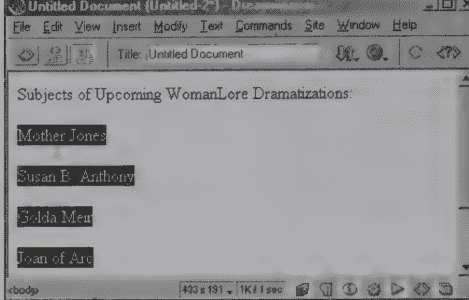 Untitled Document (Untitled-2*) -
File Edit View Insert Modify Text Commands Site Window Help
Title: Untitled Document
Subjects of Upcoming WomanLore Dramatizations:
Mother Jones
Susan B. Anthony
Golda Meir
Joan of Arc
<body> 433 x 191 1K / 1 sec